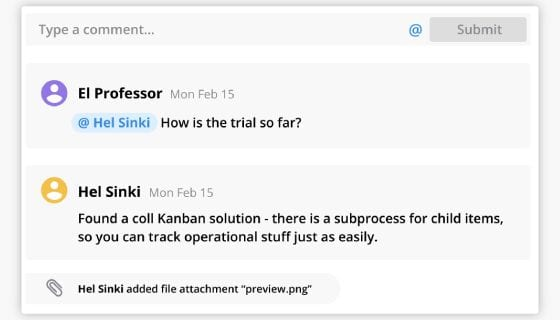 Type a comment... @ Submit
El Professor Mon Feb 15
@ Hel Sinki How is the trial so far?
Hel Sinki Mon Feb 15
Found a coll Kanban solution - there is a subprocess for child items,
so you can track operational stuff just as easily.
Hel Sinki added file attachment “preview.png”